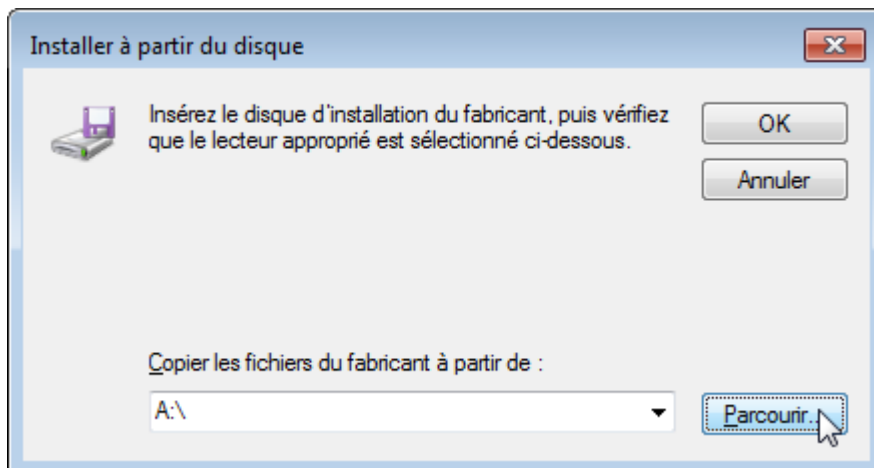 Installer à partir du disque
Insérez le disque d'installation du fabricant, puis vérifiez
que le lecteur approprié est sélectionné ci-dessous.
OK
Annuler
Copier les fichiers du fabricant à partir de :
A:\
Parcourir...